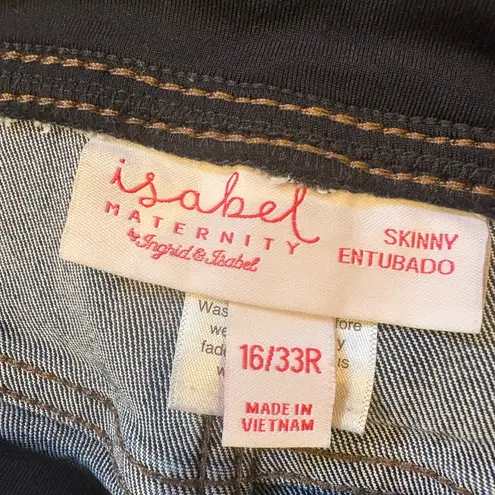 isabel
MATERNITY
by Ingrid & Isabel
SKINNY
ENTUBADO
16/33R
MADE IN
VIETNAM